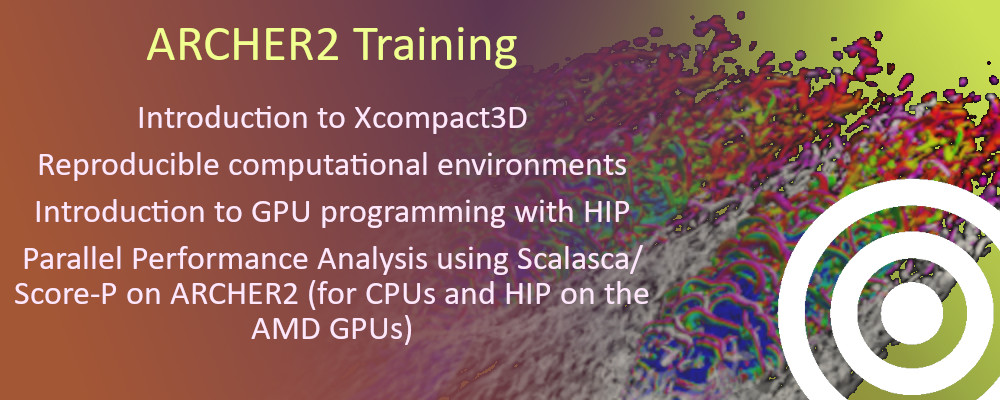 ARCHER2 Training
Introduction to Xcompact3D
Reproducible computational environments
Introduction to GPU programming with HIP
Parallel Performance Analysis using Scalasca/
Score-P on ARCHER2 (for CPUs and HIP on the
AMD GPUs)